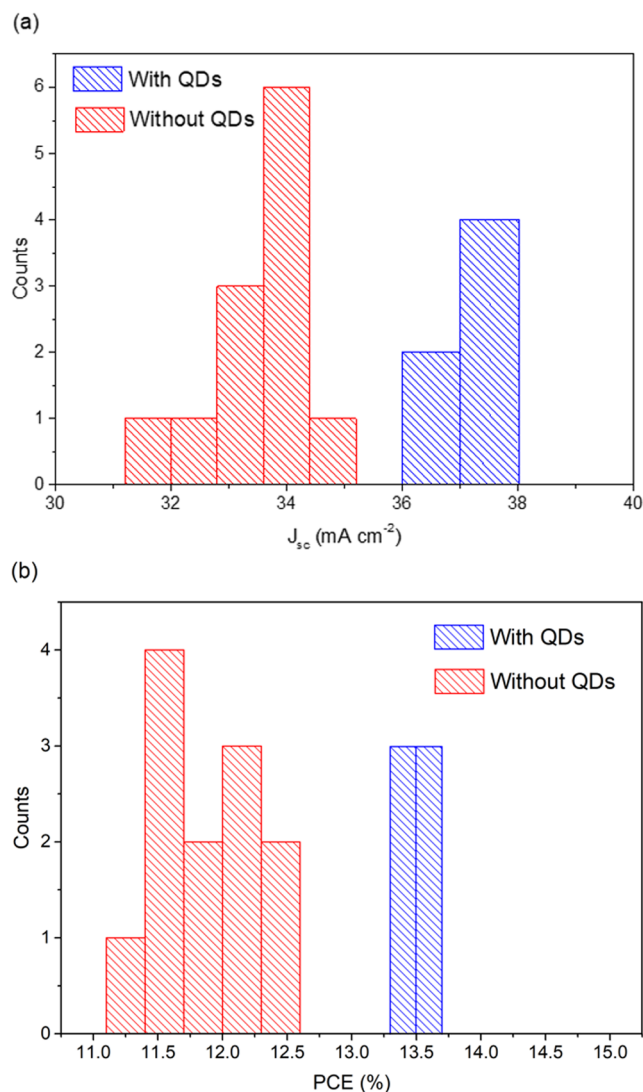 (a)
With QDs
Without QDs
6
5
4
3
2
1
0
Counts
30 32 34 36 38 40
J_sc (mA cm⁻²)
(b)
With QDs
Without QDs
4
3
2
1
0
Counts
11.0 11.5 12.0 12.5 13.0 13.5 14.0 14.5 15.0
PCE (%)